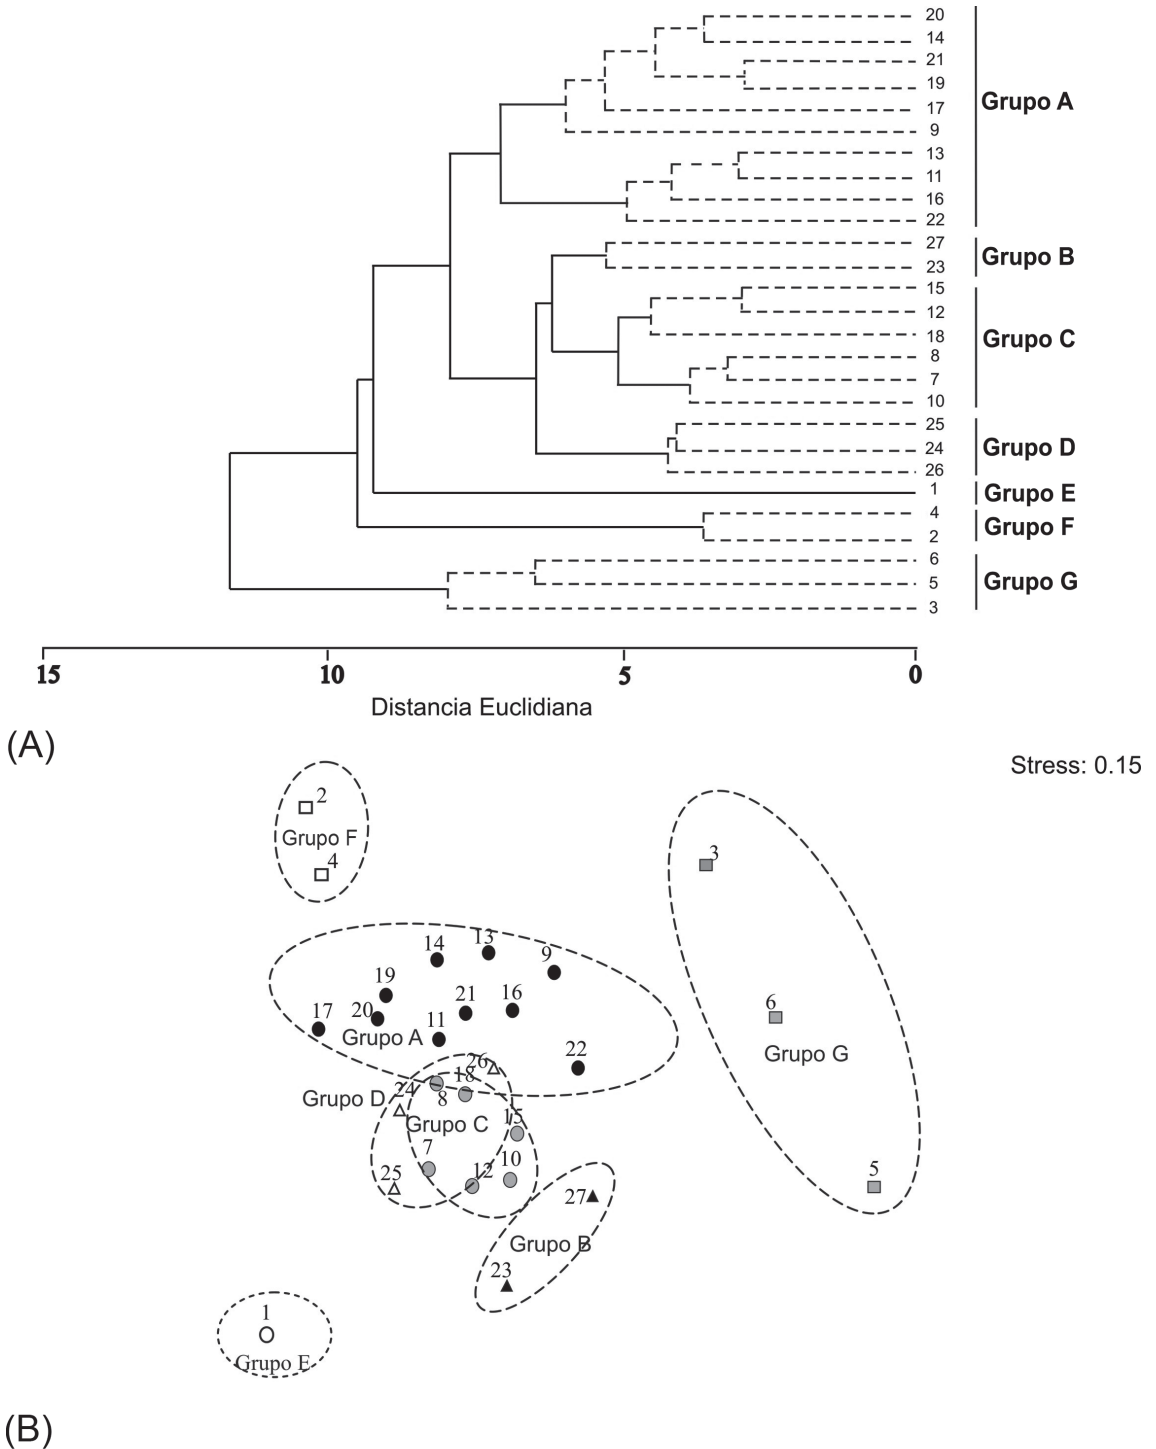 20
14
21
19
17
9
Grupo A
13
11
16
22
27
23
Grupo B
15
12
18
8
7
10
Grupo C
25
24
26
Grupo D
1
Grupo E
4
2
Grupo F
6
5
3
Grupo G
15 10 5 0
Distancia Euclidiana
(A)
Stress: 0.15
2
Grupo F
4
3
14 13 9
19
17 20 21 16 6
11
Grupo A
22
Grupo G
26
18
24 8
Grupo D
Grupo C 15
7
25 12 10 5
27
Grupo B
23
1
Grupo E
(B)